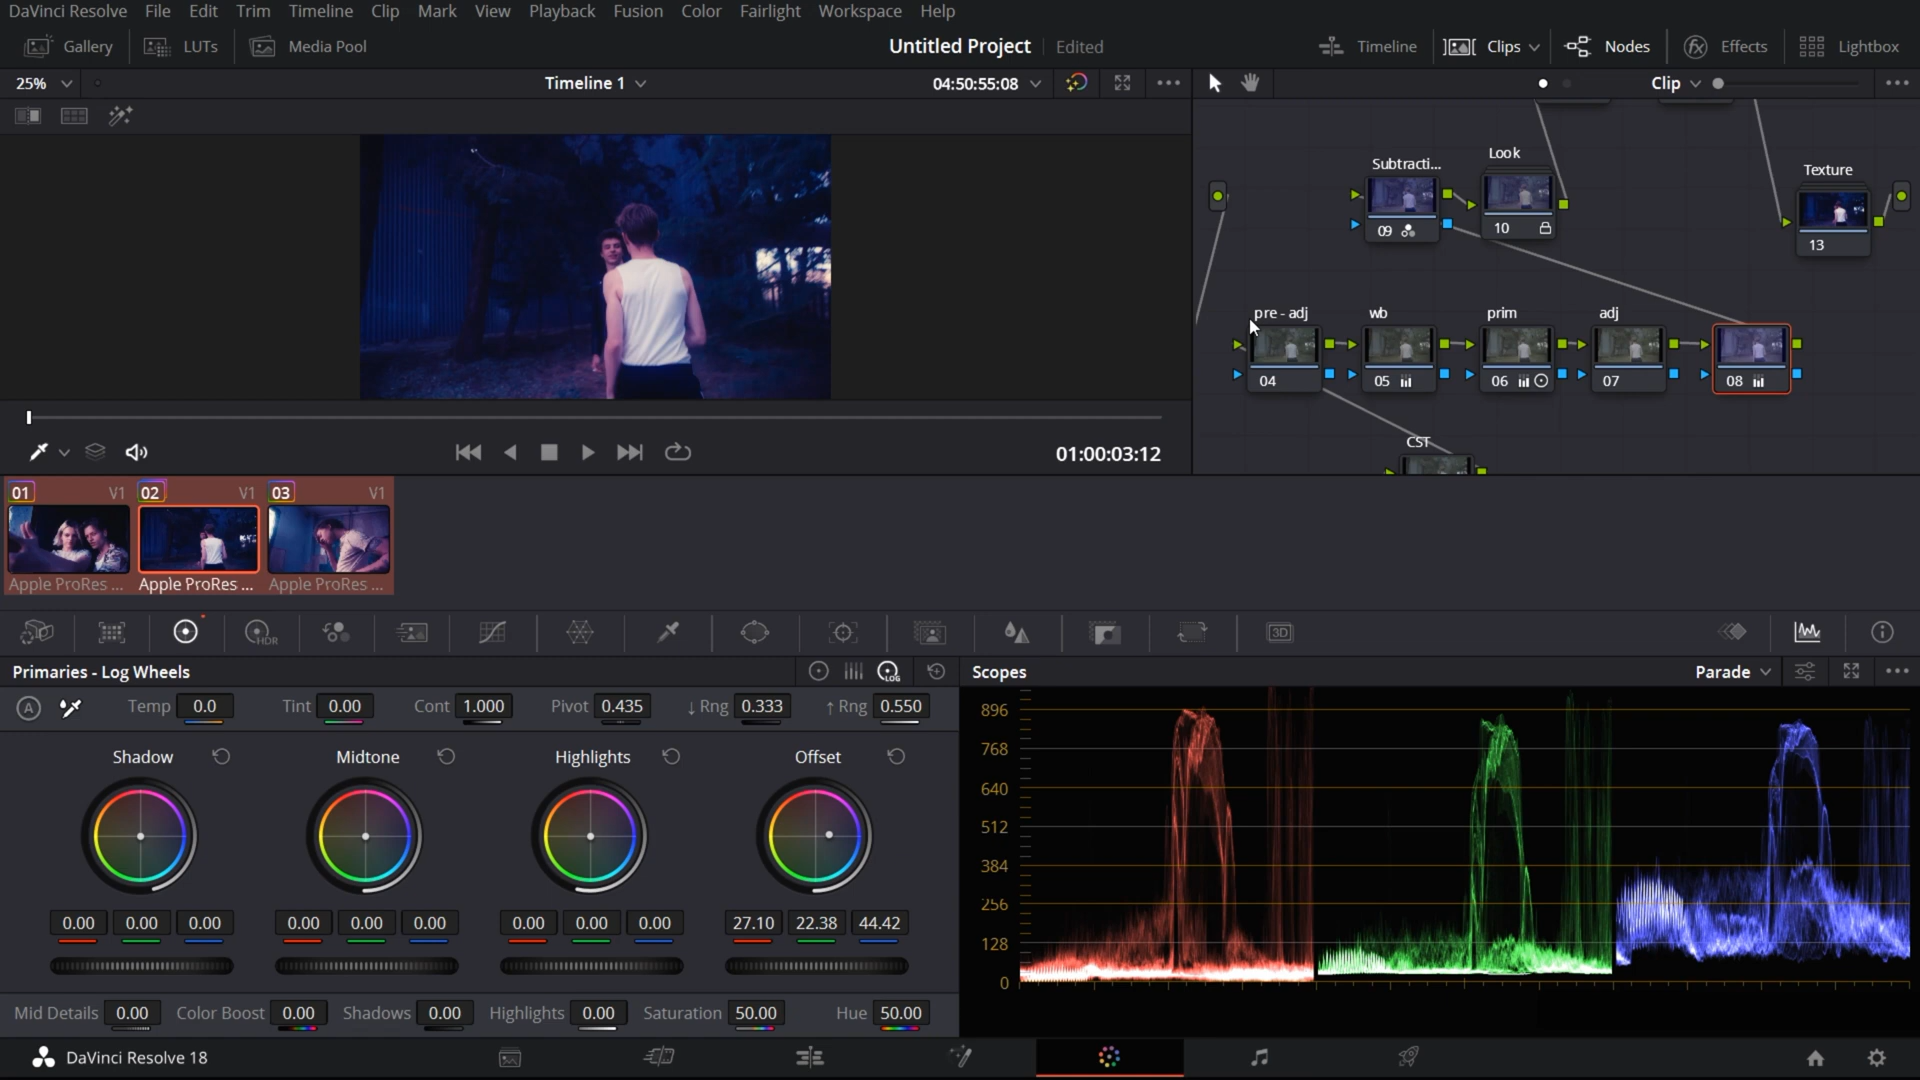 DaVinci Resolve File Edit Trim Timeline Clip Mark View Playback Fusion Color Fairlight Workspace Help
Gallery LUTs Media Pool Untitled Project Edited Timeline Clips Nodes Effects Lightbox
25% Timeline 1 04:50:55:08 Clip
Subtracti... Look Texture
09 10 13
pre - adj wb prim adj
04 05 06 07 08
CST
01:00:03:12
01 V1 02 V1 03 V1
Apple ProRes ... Apple ProRes ... Apple ProRes ...
HDR 3D
Primaries - Log Wheels LOG Scopes Parade
A Temp 0.0 Tint 0.00 Cont 1.000 Pivot 0.435 ↓ Rng 0.333 ↑ Rng 0.550
Shadow Midtone Highlights Offset
0.00 0.00 0.00 0.00 0.00 0.00 0.00 0.00 0.00 27.10 22.38 44.42
Mid Details 0.00 Color Boost 0.00 Shadows 0.00 Highlights 0.00 Saturation 50.00 Hue 50.00
896
768
640
512
384
256
128
0
DaVinci Resolve 18